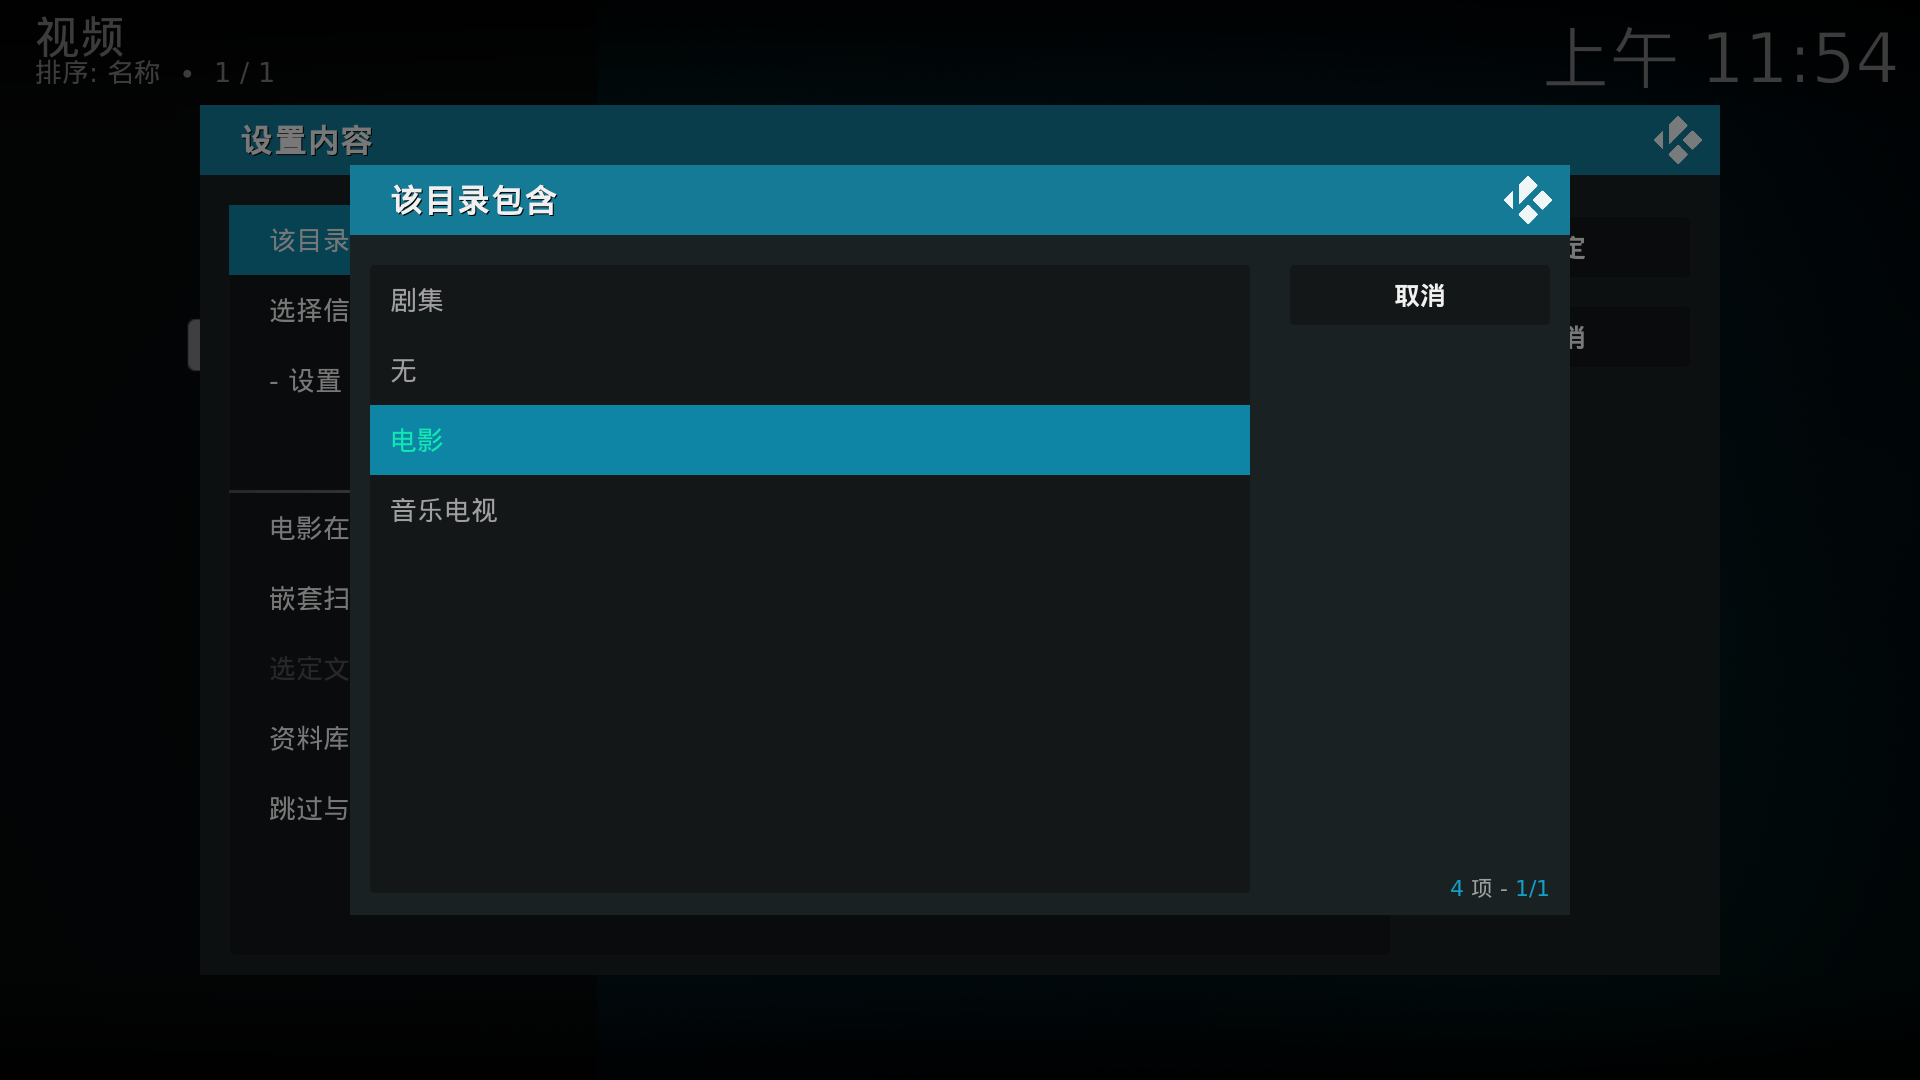 视频
排序: 名称 • 1 / 1
上午 11:54
设置内容
该目录包含
该目录
选择信
- 设置
电影在
嵌套扫
选定文
资料库
跳过与
剧集
无
电影
音乐电视
取消
定
消
4 项 - 1/1